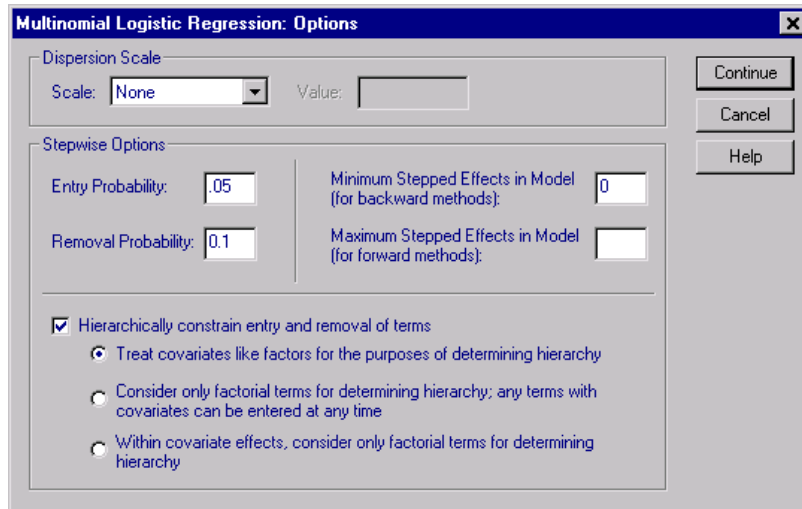 Multinomial Logistic Regression: Options
Dispersion Scale
Scale: None Value:
Continue
Cancel
Help
Stepwise Options
Entry Probability: .05
Removal Probability: 0.1
Minimum Stepped Effects in Model
(for backward methods): 0
Maximum Stepped Effects in Model
(for forward methods):
Hierarchically constrain entry and removal of terms
Treat covariates like factors for the purposes of determining hierarchy
Consider only factorial terms for determining hierarchy; any terms with
covariates can be entered at any time
Within covariate effects, consider only factorial terms for determining
hierarchy